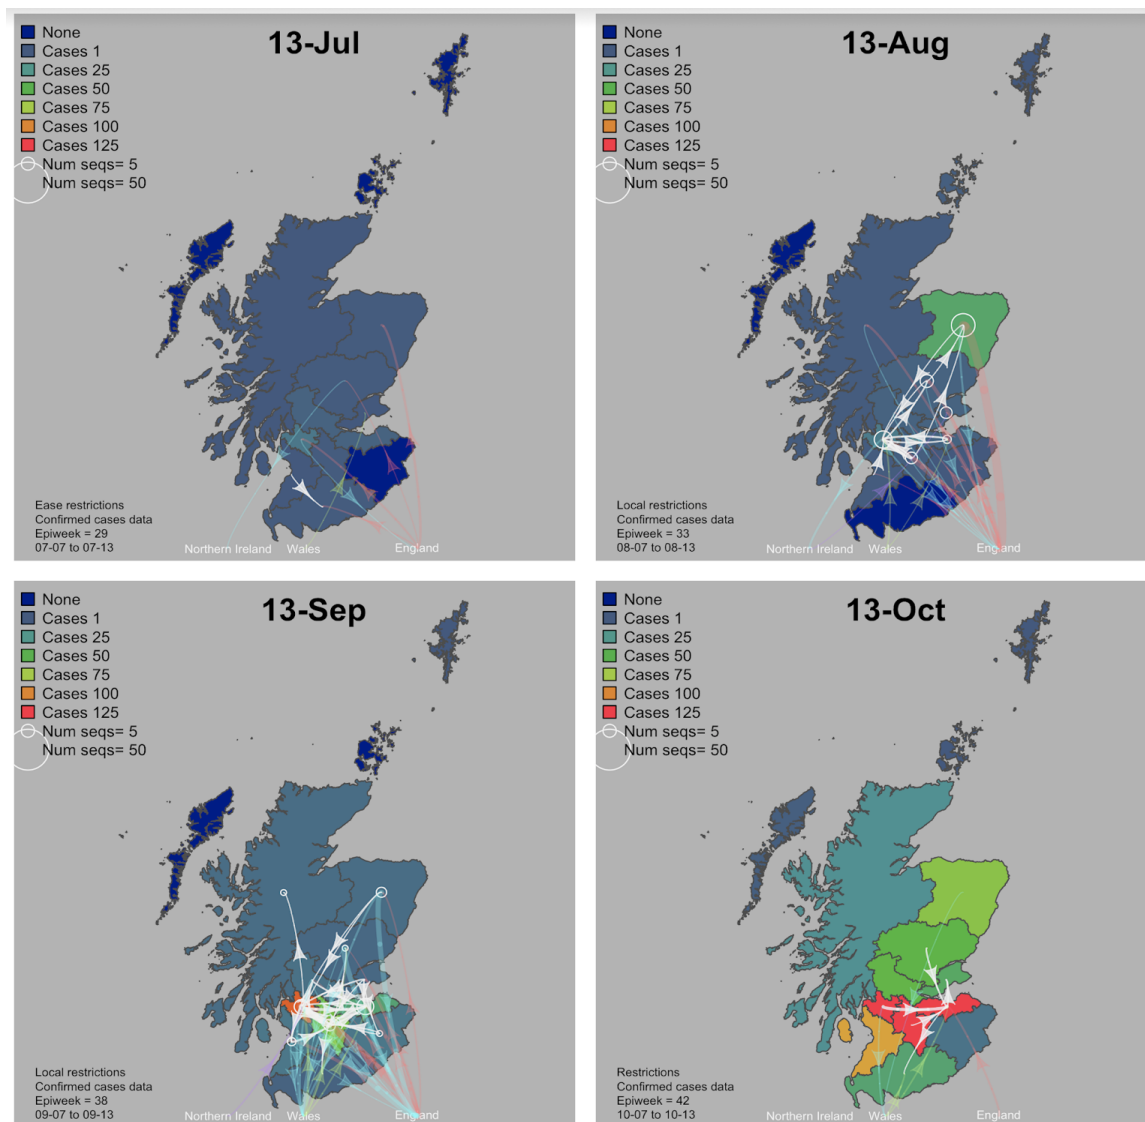 13-Jul
None
Cases 1
Cases 25
Cases 50
Cases 75
Cases 100
Cases 125
Num seqs= 5
Num seqs= 50
Ease restrictions
Confirmed cases data
Epiweek = 29
07-07 to 07-13
Northern Ireland Wales England
13-Aug
None
Cases 1
Cases 25
Cases 50
Cases 75
Cases 100
Cases 125
Num seqs= 5
Num seqs= 50
Local restrictions
Confirmed cases data
Epiweek = 33
08-07 to 08-13
Northern Ireland Wales England
13-Sep
None
Cases 1
Cases 25
Cases 50
Cases 75
Cases 100
Cases 125
Num seqs= 5
Num seqs= 50
Local restrictions
Confirmed cases data
Epiweek = 38
09-07 to 09-13
Northern Ireland Wales England
13-Oct
None
Cases 1
Cases 25
Cases 50
Cases 75
Cases 100
Cases 125
Num seqs= 5
Num seqs= 50
Restrictions
Confirmed cases data
Epiweek = 42
10-07 to 10-13
Northern Ireland Wales England